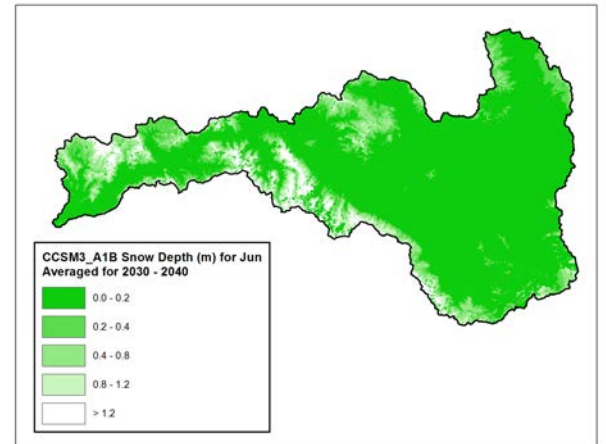 CCSM3_A1B Snow Depth (m) for Jun
Averaged for 2030 - 2040
0.0 - 0.2
0.2 - 0.4
0.4 - 0.8
0.8 - 1.2
> 1.2